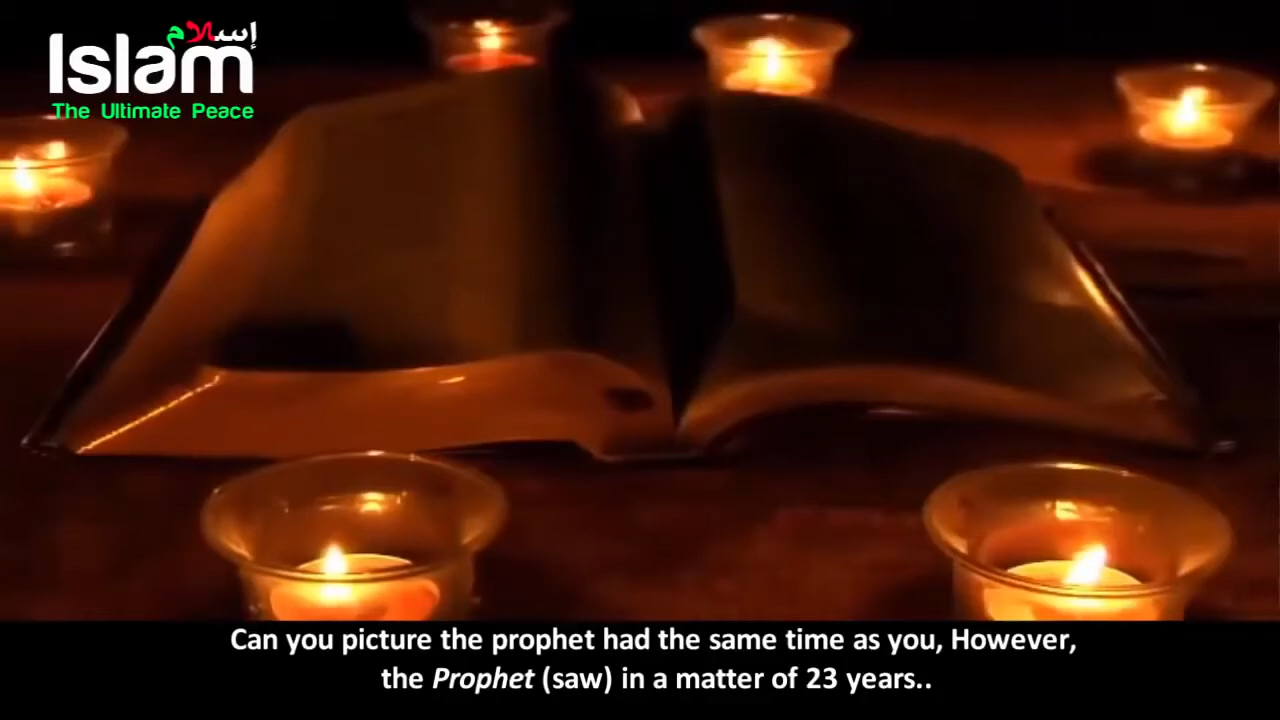 إسلام
Islam
The Ultimate Peace
Can you picture the prophet had the same time as you, However,
the Prophet (saw) in a matter of 23 years..